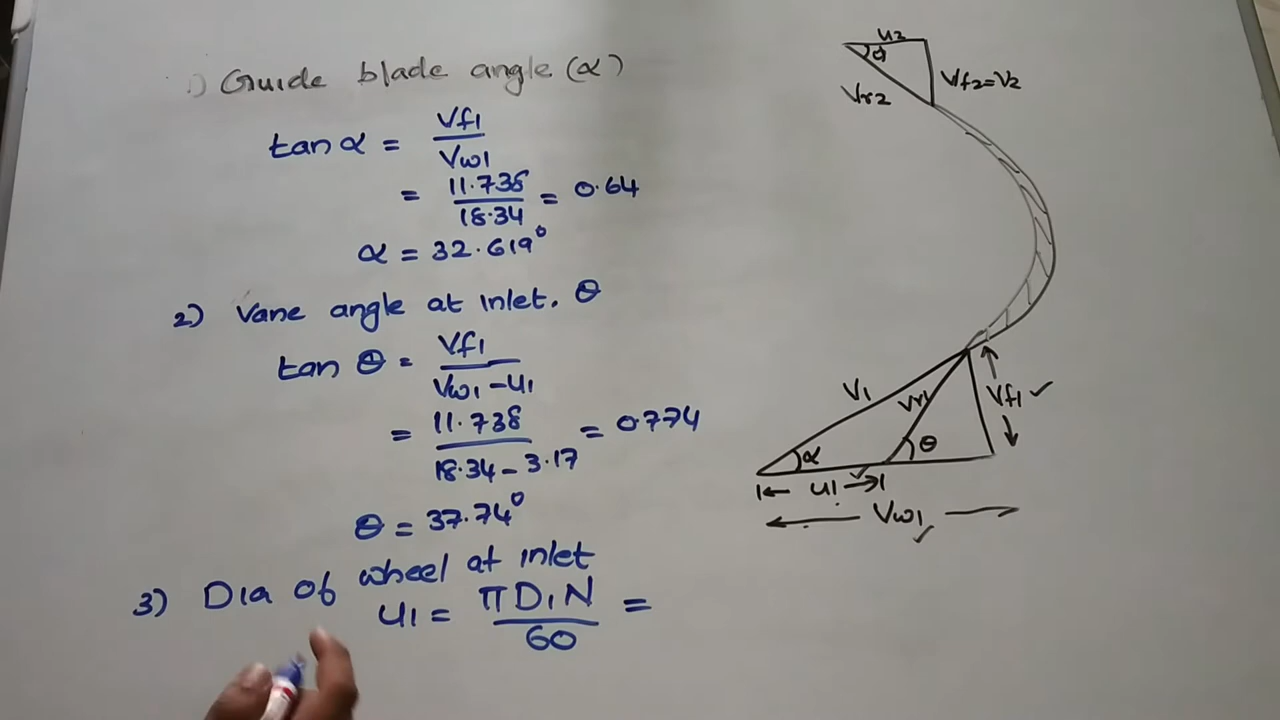 1) Guide blade angle (α)
tan α = Vf1 / Vw1
= 11.738 / 18.34 = 0.64
α = 32.619°
2) Vane angle at inlet. θ
tan θ = Vf1 / Vw1 - u1
= 11.738 / 18.34 - 3.17 = 0.774
θ = 37.74°
3) Dia of wheel at inlet
u1 = π D1 N / 60 =
u2
ϕ
Vr2
Vf2=V2
V1
Vr1
Vf1 ✓
α
θ
u1
Vw1 ✓